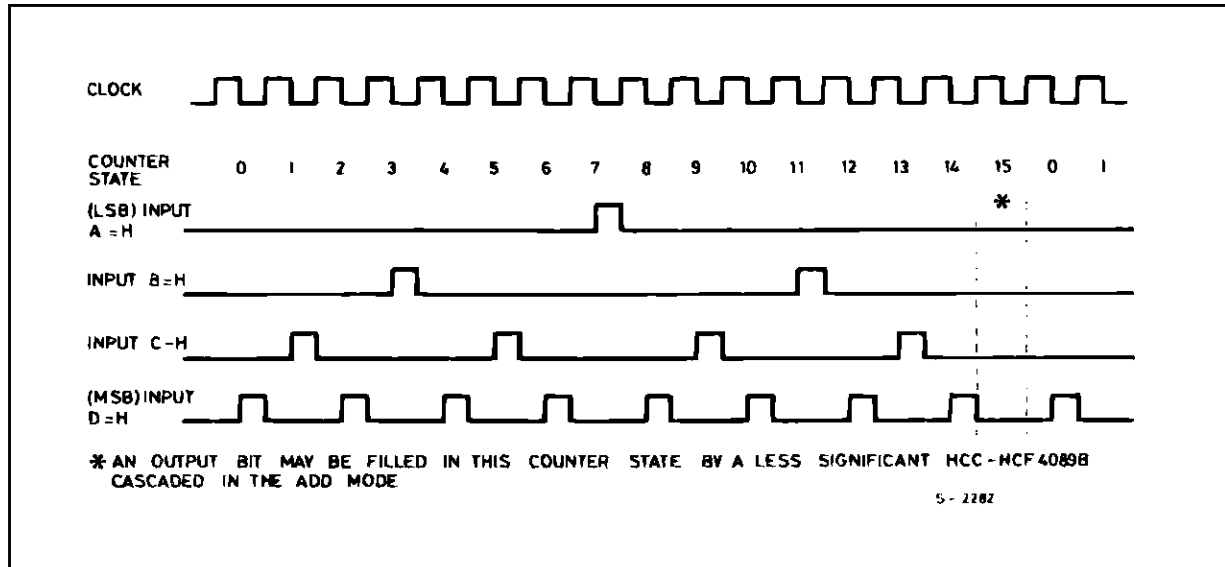 CLOCK
COUNTER STATE 0 1 2 3 4 5 6 7 8 9 10 11 12 13 14 15 0 1
(LSB) INPUT *
A = H
INPUT B = H
INPUT C - H
(MSB) INPUT
D = H
* AN OUTPUT BIT MAY BE FILLED IN THIS COUNTER STATE BY A LESS SIGNIFICANT HCC - HCF 4089B
CASCADED IN THE ADD MODE
S - 2282